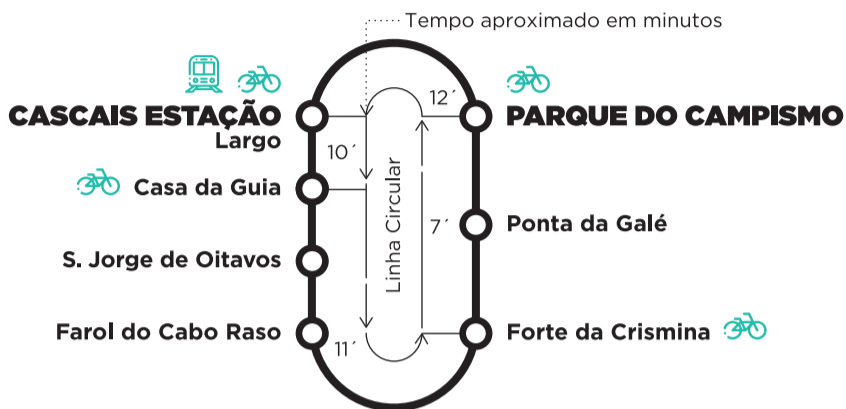 Tempo aproximado em minutos
CASCAIS ESTAÇÃO
Largo
12´
PARQUE DO CAMPISMO
10´
Casa da Guia
Linha Circular
7´
Ponta da Galé
S. Jorge de Oitavos
Farol do Cabo Raso
11´
Forte da Crismina